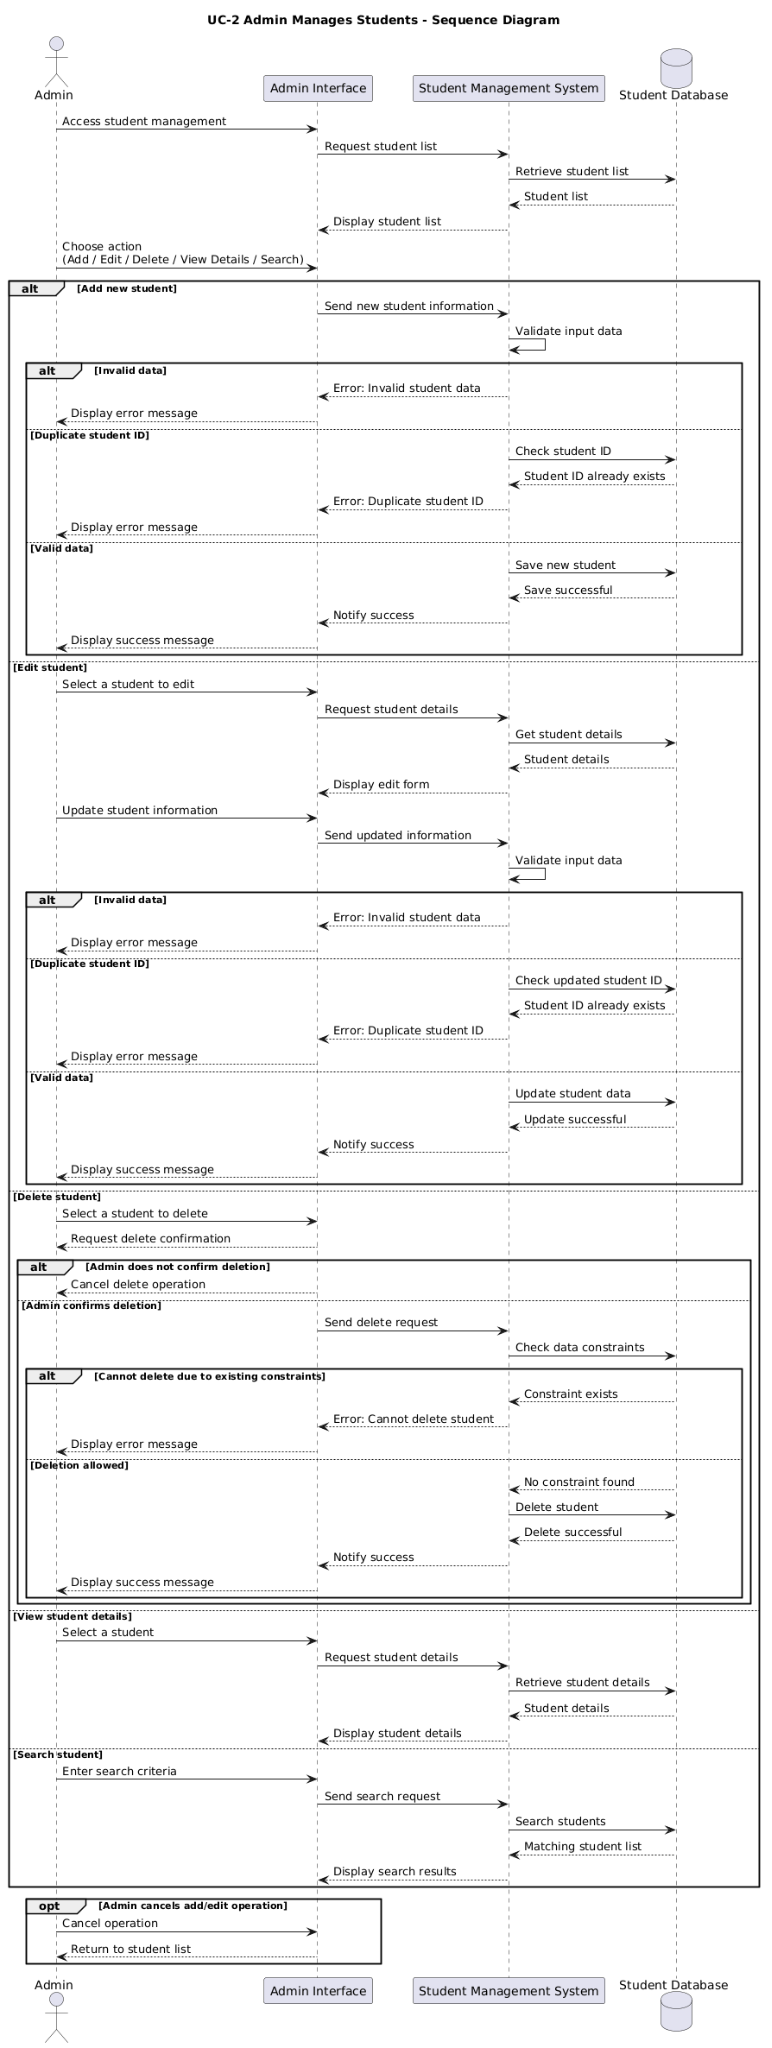 UC-2 Admin Manages Students - Sequence Diagram
Admin
Admin Interface
Student Management System
Student Database
Access student management
Request student list
Retrieve student list
Student list
Display student list
Choose action
(Add / Edit / Delete / View Details / Search)
alt
[Add new student]
Send new student information
Validate input data
alt
[Invalid data]
Error: Invalid student data
Display error message
[Duplicate student ID]
Check student ID
Student ID already exists
Error: Duplicate student ID
Display error message
[Valid data]
Save new student
Save successful
Notify success
Display success message
[Edit student]
Select a student to edit
Request student details
Get student details
Student details
Display edit form
Update student information
Send updated information
Validate input data
alt
[Invalid data]
Error: Invalid student data
Display error message
[Duplicate student ID]
Check updated student ID
Student ID already exists
Error: Duplicate student ID
Display error message
[Valid data]
Update student data
Update successful
Notify success
Display success message
[Delete student]
Select a student to delete
Request delete confirmation
alt
[Admin does not confirm deletion]
Cancel delete operation
[Admin confirms deletion]
Send delete request
Check data constraints
alt
[Cannot delete due to existing constraints]
Constraint exists
Error: Cannot delete student
Display error message
[Deletion allowed]
No constraint found
Delete student
Delete successful
Notify success
Display success message
[View student details]
Select a student
Request student details
Retrieve student details
Student details
Display student details
[Search student]
Enter search criteria
Send search request
Search students
Matching student list
Display search results
opt
[Admin cancels add/edit operation]
Cancel operation
Return to student list
Admin
Admin Interface
Student Management System
Student Database